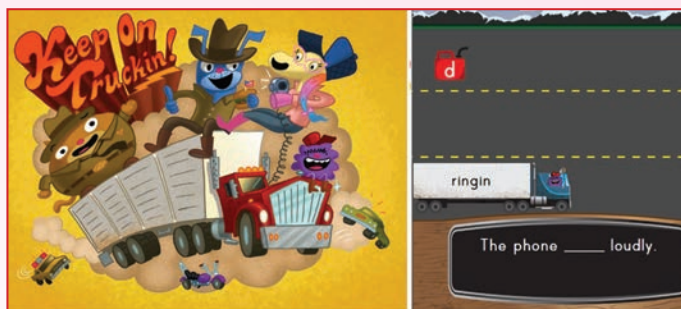 Keep On
Truckin!
d
ringin
The phone _____ loudly.